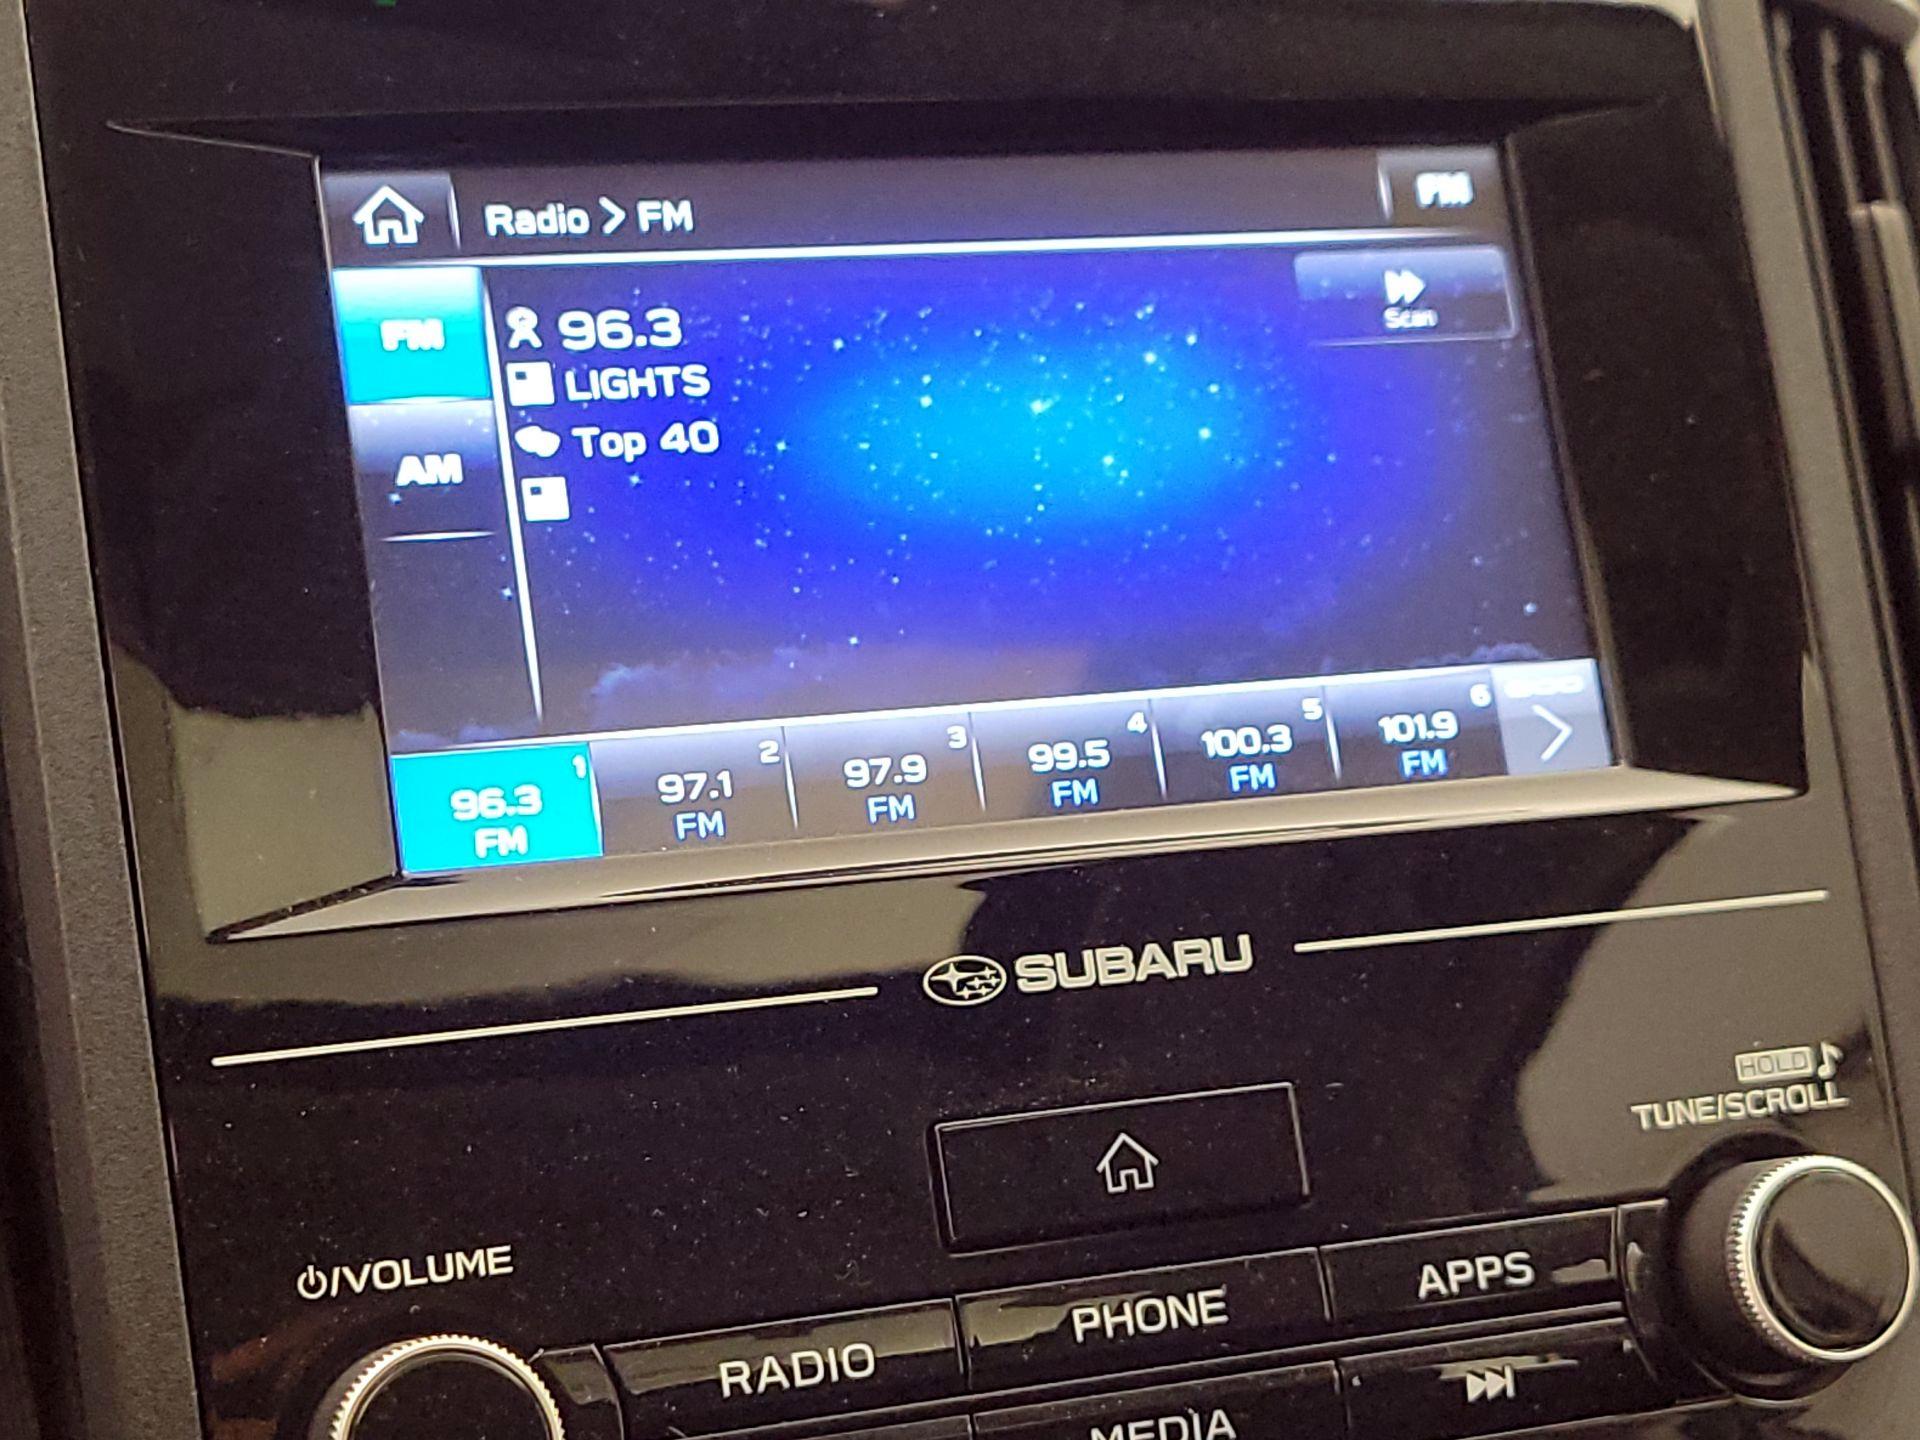 Radio > FM
FM
FM
96.3
Scan
LIGHTS
Top 40
AM
1
96.3
FM
2
97.1
FM
3
97.9
FM
4
99.5
FM
5
100.3
FM
6
101.9
FM
SUBARU
HOLD
TUNE/SCROLL
/VOLUME
RADIO
PHONE
APPS
MEDIA